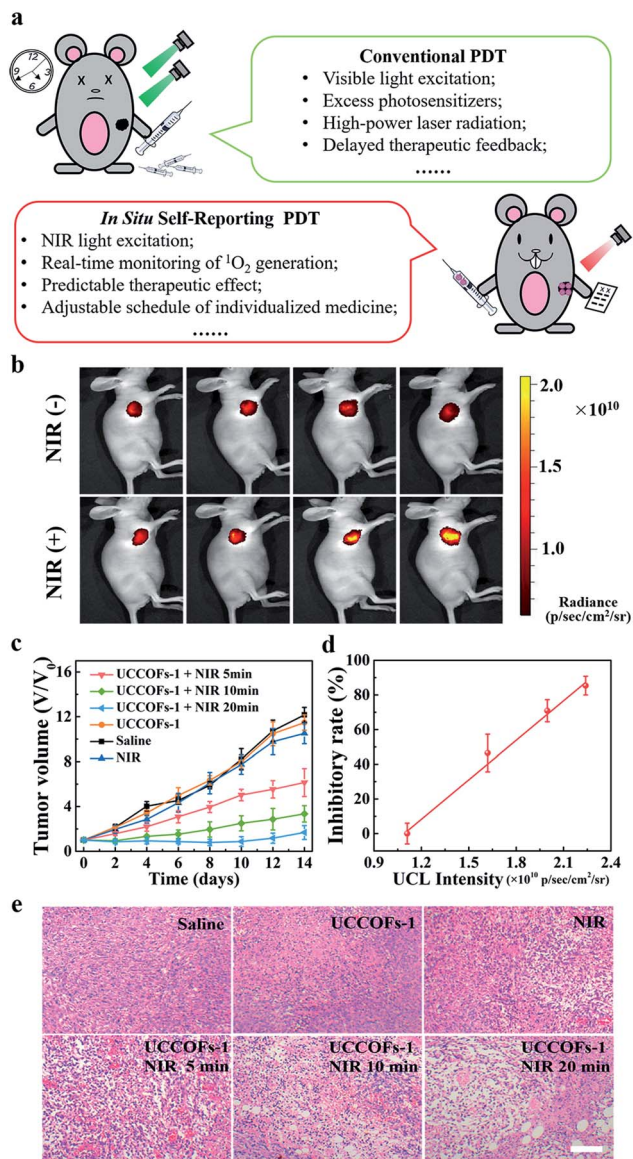 a
12
9
3
6
x x
Conventional PDT
• Visible light excitation;
• Excess photosensitizers;
• High-power laser radiation;
• Delayed therapeutic feedback;
......
In Situ Self-Reporting PDT
• NIR light excitation;
• Real-time monitoring of ¹O₂ generation;
• Predictable therapeutic effect;
• Adjustable schedule of individualized medicine;
......
x x
b
NIR (-)
NIR (+)
2.0
×10¹⁰
1.5
1.0
Radiance
(p/sec/cm²/sr)
c
Tumor volume (V/V₀)
16
12
8
4
0
UCCOFs-1 + NIR 5min
UCCOFs-1 + NIR 10min
UCCOFs-1 + NIR 20min
UCCOFs-1
Saline
NIR
0 2 4 6 8 10 12 14
Time (days)
d
Inhibitory rate (%)
100
80
60
40
20
0
0.9 1.2 1.5 1.8 2.1 2.4
UCL Intensity (×10¹⁰ p/sec/cm²/sr)
e
Saline
UCCOFs-1
NIR
UCCOFs-1
NIR 5 min
UCCOFs-1
NIR 10 min
UCCOFs-1
NIR 20 min